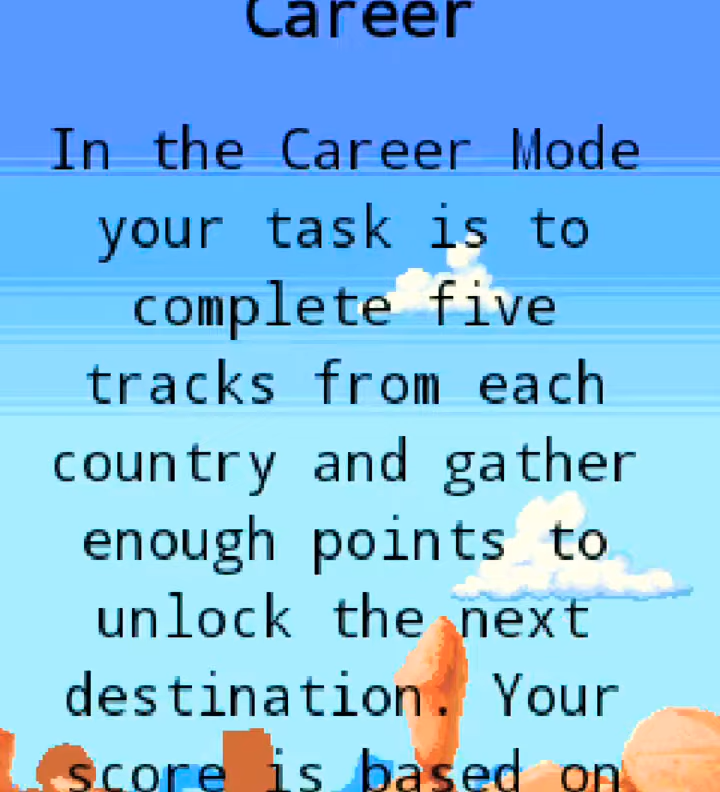 Career
In the Career Mode
your task is to
complete five
tracks from each
country and gather
enough points to
unlock the next
destination. Your
score is based on